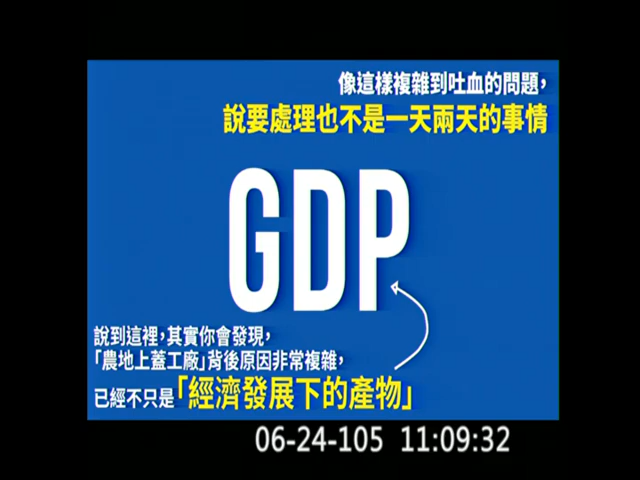 像這樣複雜到吐血的問題,
說要處理也不是一天兩天的事情
GDP
說到這裡,其實你會發現,
「農地上蓋工廠」背後原因非常複雜,
已經不只是「經濟發展下的產物」
06-24-105 11:09:32